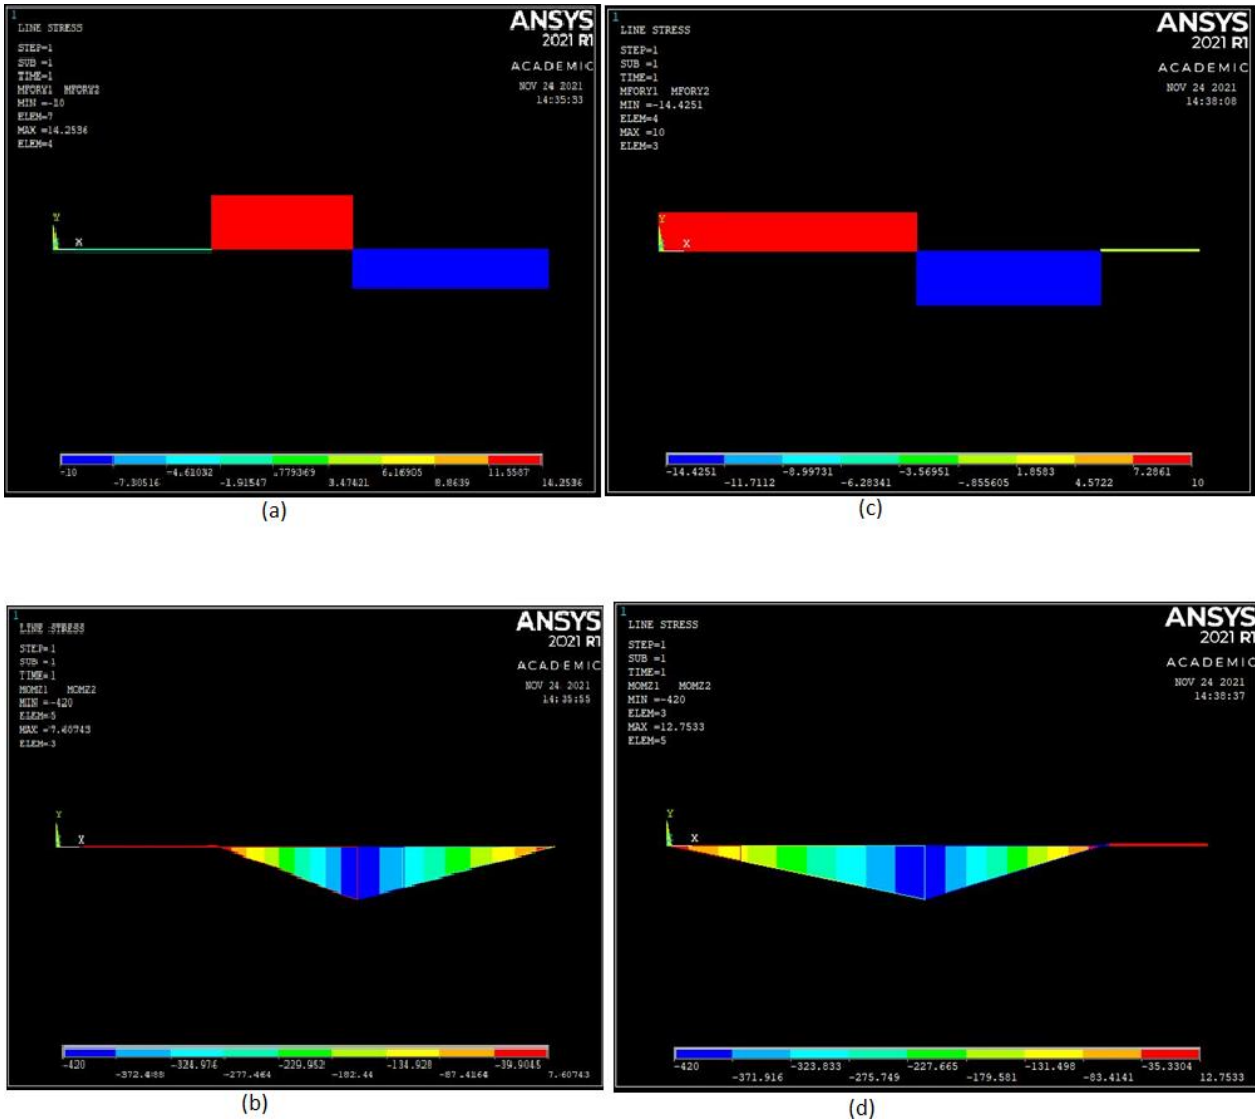 1
LINE STRESS
STEP=1
SUB =1
TIME=1
MFORY1 MFORY2
MIN =-10
ELEM=7
MAX =14.2536
ELEM=4
ANSYS
2021 R1
ACADEMIC
NOV 24 2021
14:35:33
Y
X
-10 -4.61032 .779369 6.16905 11.5587
-7.30516 -1.91547 3.47421 8.8639 14.2536
(a)
1
LINE STRESS
STEP=1
SUB =1
TIME=1
MFORY1 MFORY2
MIN =-14.4251
ELEM=4
MAX =10
ELEM=3
ANSYS
2021 R1
ACADEMIC
NOV 24 2021
14:38:08
Y
X
-14.4251 -8.99731 -3.56951 1.8583 7.2861
-11.7112 -6.28341 -.855605 4.5722 10
(c)
1
LINE STRESS
STEP=1
SUB =1
TIME=1
MOMZ1 MOMZ2
MIN =-420
ELEM=5
MAX =7.60743
ELEM=3
ANSYS
2021 R1
ACADEMIC
NOV 24 2021
14:35:55
Y
X
-420 -324.976 -229.952 -134.928 -39.9045
-372.488 -277.464 -182.44 -87.4164 7.60743
(b)
1
LINE STRESS
STEP=1
SUB =1
TIME=1
MOMZ1 MOMZ2
MIN =-420
ELEM=3
MAX =12.7533
ELEM=5
ANSYS
2021 R1
ACADEMIC
NOV 24 2021
14:38:37
Y
X
-420 -323.833 -227.665 -131.498 -35.3304
-371.916 -275.749 -179.581 -83.4141 12.7533
(d)